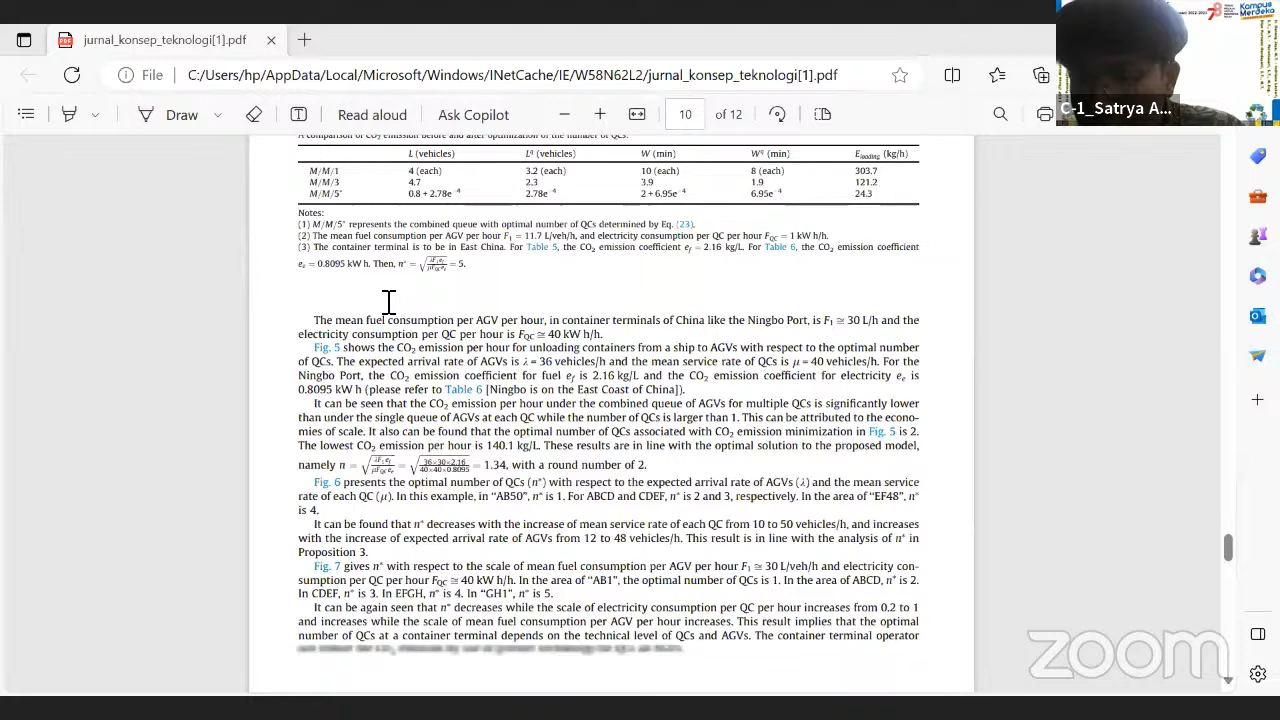 jurnal_konsep_teknologi[1].pdf
File
C:/Users/hp/AppData/Local/Microsoft/Windows/INetCache/IE/W58N62L2/jurnal_konsep_teknologi[1].pdf
Draw
Read aloud
Ask Copilot
10 of 12
Kampus
Merdeka
C-1_Satrya A...
A comparison of CO2 emission before and after optimization of the number of QCs.
L (vehicles) Lq (vehicles) W (min) Wq (min) Eloading (kg/h)
M/M/1 4 (each) 3.2 (each) 10 (each) 8 (each) 303.7
M/M/3 4.7 2.3 3.9 1.9 121.2
M/M/5* 0.8 + 2.78e−4 2.78e−4 2 + 6.95e−4 6.95e−4 24.3
Notes:
(1) M/M/5* represents the combined queue with optimal number of QCs determined by Eq. (23).
(2) The mean fuel consumption per AGV per hour F1 = 11.7 L/veh/h, and electricity consumption per QC per hour FQC = 1 kW h/h.
(3) The container terminal is to be in East China. For Table 5, the CO2 emission coefficient ef = 2.16 kg/L. For Table 6, the CO2 emission coefficient
ee = 0.8095 kW h. Then, n* = √(λF1ef/μFQCee) = 5.
The mean fuel consumption per AGV per hour, in container terminals of China like the Ningbo Port, is F1 ≅ 30 L/h and the
electricity consumption per QC per hour is FQC ≅ 40 kW h/h.
Fig. 5 shows the CO2 emission per hour for unloading containers from a ship to AGVs with respect to the optimal number
of QCs. The expected arrival rate of AGVs is λ = 36 vehicles/h and the mean service rate of QCs is μ = 40 vehicles/h. For the
Ningbo Port, the CO2 emission coefficient for fuel ef is 2.16 kg/L and the CO2 emission coefficient for electricity ee is
0.8095 kW h (please refer to Table 6 [Ningbo is on the East Coast of China]).
It can be seen that the CO2 emission per hour under the combined queue of AGVs for multiple QCs is significantly lower
than under the single queue of AGVs at each QC while the number of QCs is larger than 1. This can be attributed to the econo-
mies of scale. It also can be found that the optimal number of QCs associated with CO2 emission minimization in Fig. 5 is 2.
The lowest CO2 emission per hour is 140.1 kg/L. These results are in line with the optimal solution to the proposed model,
namely n = √(λF1ef/μFQCee) = √(36×30×2.16/40×40×0.8095) = 1.34, with a round number of 2.
Fig. 6 presents the optimal number of QCs (n*) with respect to the expected arrival rate of AGVs (λ) and the mean service
rate of each QC (μ). In this example, in "AB50", n* is 1. For ABCD and CDEF, n* is 2 and 3, respectively. In the area of "EF48", n*
is 4.
It can be found that n* decreases with the increase of mean service rate of each QC from 10 to 50 vehicles/h, and increases
with the increase of expected arrival rate of AGVs from 12 to 48 vehicles/h. This result is in line with the analysis of n* in
Proposition 3.
Fig. 7 gives n* with respect to the scale of mean fuel consumption per AGV per hour F1 ≅ 30 L/veh/h and electricity con-
sumption per QC per hour FQC ≅ 40 kW h/h. In the area of "AB1", the optimal number of QCs is 1. In the area of ABCD, n* is 2.
In CDEF, n* is 3. In EFGH, n* is 4. In "GH1", n* is 5.
It can be again seen that n* decreases while the scale of electricity consumption per QC per hour increases from 0.2 to 1
and increases while the scale of mean fuel consumption per AGV per hour increases. This result implies that the optimal
number of QCs at a container terminal depends on the technical level of QCs and AGVs. The container terminal operator
zoom